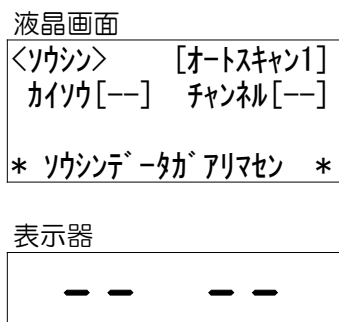 液晶画面
<ソウシン> [オートスキャン1]
カイソウ[--] チャンネル[--]
* ソウシンデータガアリマセン *
表示器
-- --